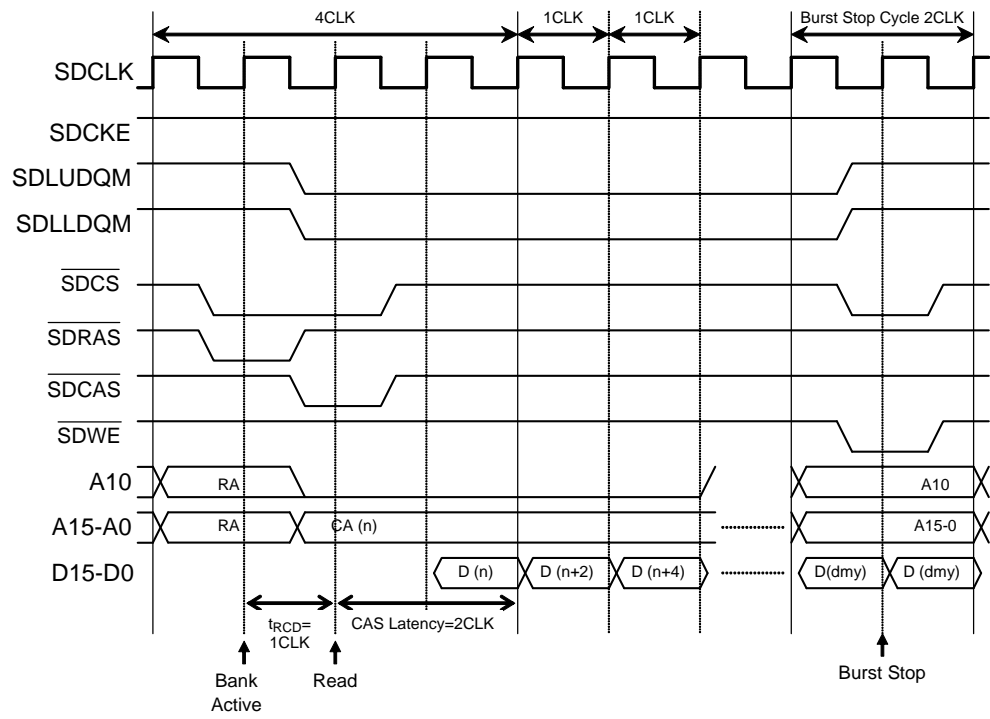 4CLK 1CLK 1CLK Burst Stop Cycle 2CLK
SDCLK
SDCKE
SDLUDQM
SDLLDQM
SDCS
SDRAS
SDCAS
SDWE
A10 RA A10
A15-A0 RA CA (n) A15-0
D15-D0 D (n) D (n+2) D (n+4) D(dmy) D (dmy)
tRCD= CAS Latency=2CLK
1CLK
Bank Read Burst Stop
Active